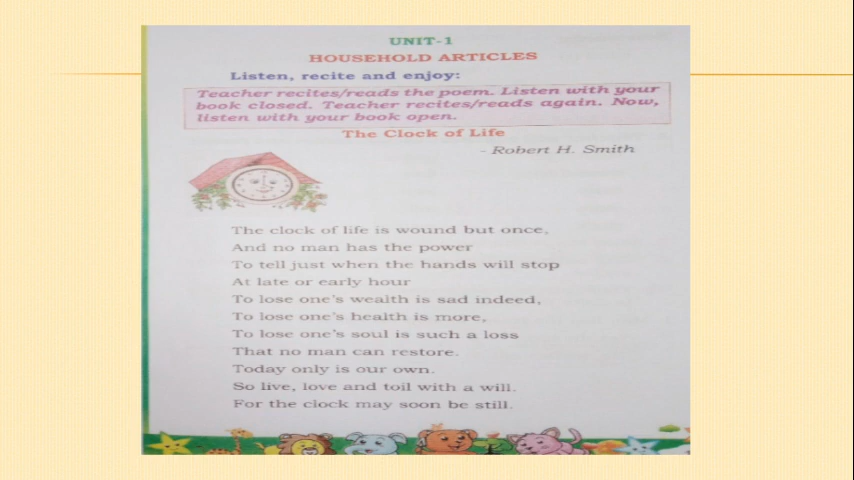 UNIT-1
HOUSEHOLD ARTICLES
Listen, recite and enjoy:
Teacher recites/reads the poem. Listen with your
book closed. Teacher recites/reads again. Now,
listen with your book open.
The Clock of Life
- Robert H. Smith
The clock of life is wound but once,
And no man has the power
To tell just when the hands will stop
At late or early hour
To lose one's wealth is sad indeed,
To lose one's health is more,
To lose one's soul is such a loss
That no man can restore.
Today only is our own.
So live, love and toil with a will.
For the clock may soon be still.